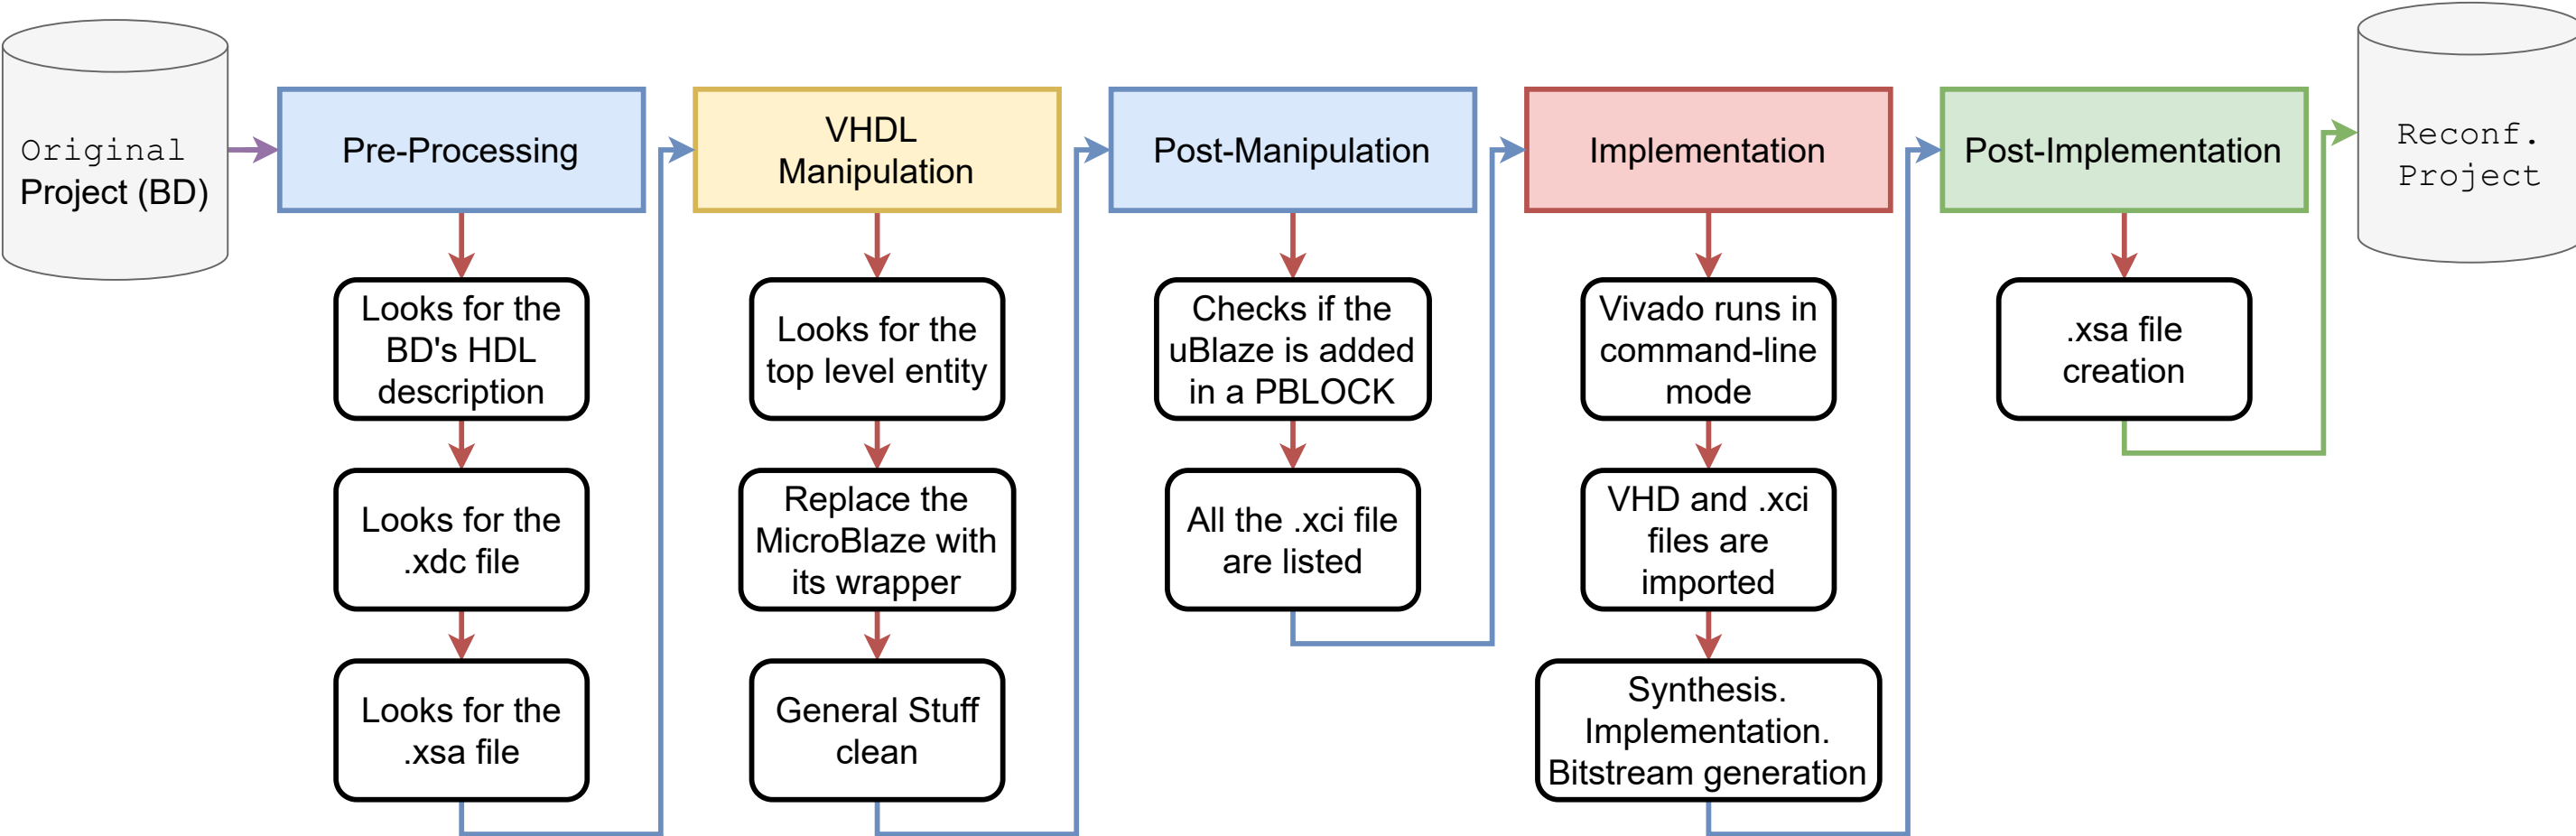 Original
Project (BD)
Pre-Processing
Looks for the
BD's HDL
description
Looks for the
.xdc file
Looks for the
.xsa file
VHDL
Manipulation
Looks for the
top level entity
Replace the
MicroBlaze with
its wrapper
General Stuff
clean
Post-Manipulation
Checks if the
uBlaze is added
in a PBLOCK
All the .xci file
are listed
Implementation
Vivado runs in
command-line
mode
VHD and .xci
files are
imported
Synthesis.
Implementation.
Bitstream generation
Post-Implementation
.xsa file
creation
Reconf.
Project